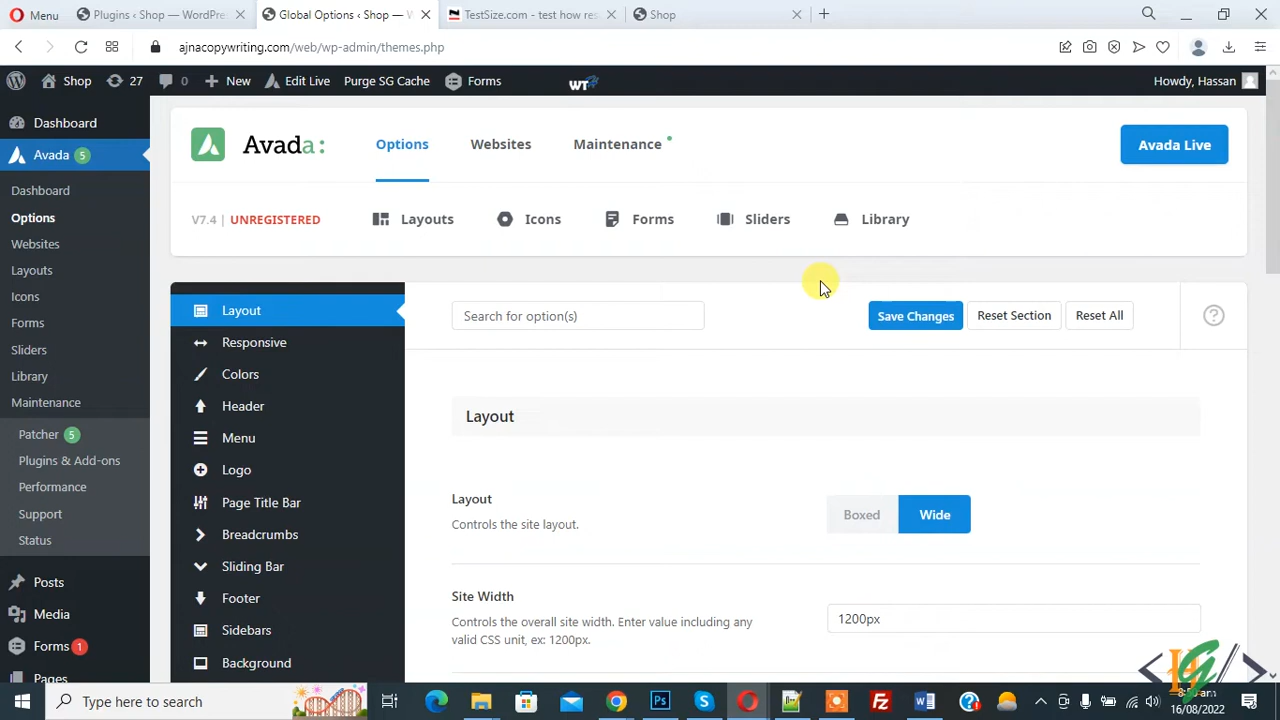 Menu
Plugins ‹ Shop — WordPre
Global Options ‹ Shop — W
TestSize.com - test how res
Shop
ajnacopywriting.com/web/wp-admin/themes.php
Shop
27
0
New
Edit Live
Purge SG Cache
Forms
WT
Howdy, Hassan
Dashboard
Avada 5
Dashboard
Options
Websites
Layouts
Icons
Forms
Sliders
Library
Maintenance
Patcher 5
Plugins & Add-ons
Performance
Support
Status
Posts
Media
Forms 1
Pages
Avada:
Options
Websites
Maintenance
Avada Live
V7.4 | UNREGISTERED
Layouts
Icons
Forms
Sliders
Library
Layout
Responsive
Colors
Header
Menu
Logo
Page Title Bar
Breadcrumbs
Sliding Bar
Footer
Sidebars
Background
Search for option(s)
Save Changes
Reset Section
Reset All
Layout
Layout
Controls the site layout.
Boxed
Wide
Site Width
Controls the overall site width. Enter value including any
valid CSS unit, ex: 1200px.
1200px
Type here to search
16/08/2022